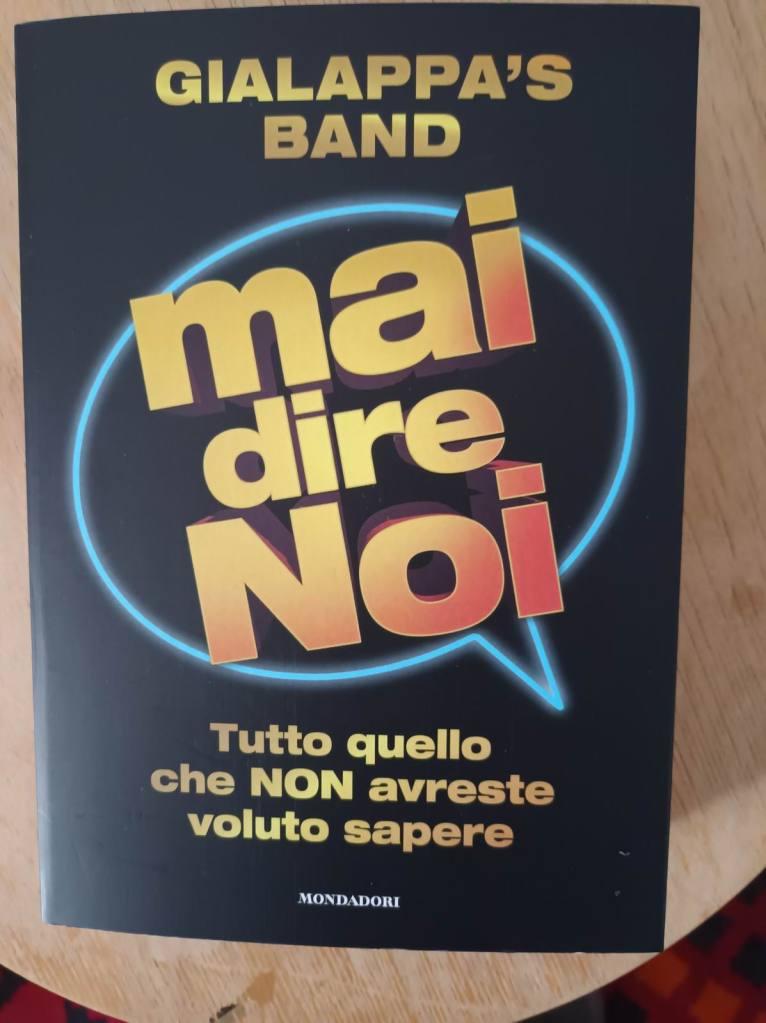 GIALAPPA'S
BAND
mai
dire
Noi
Tutto quello
che NON avreste
voluto sapere
MONDADORI